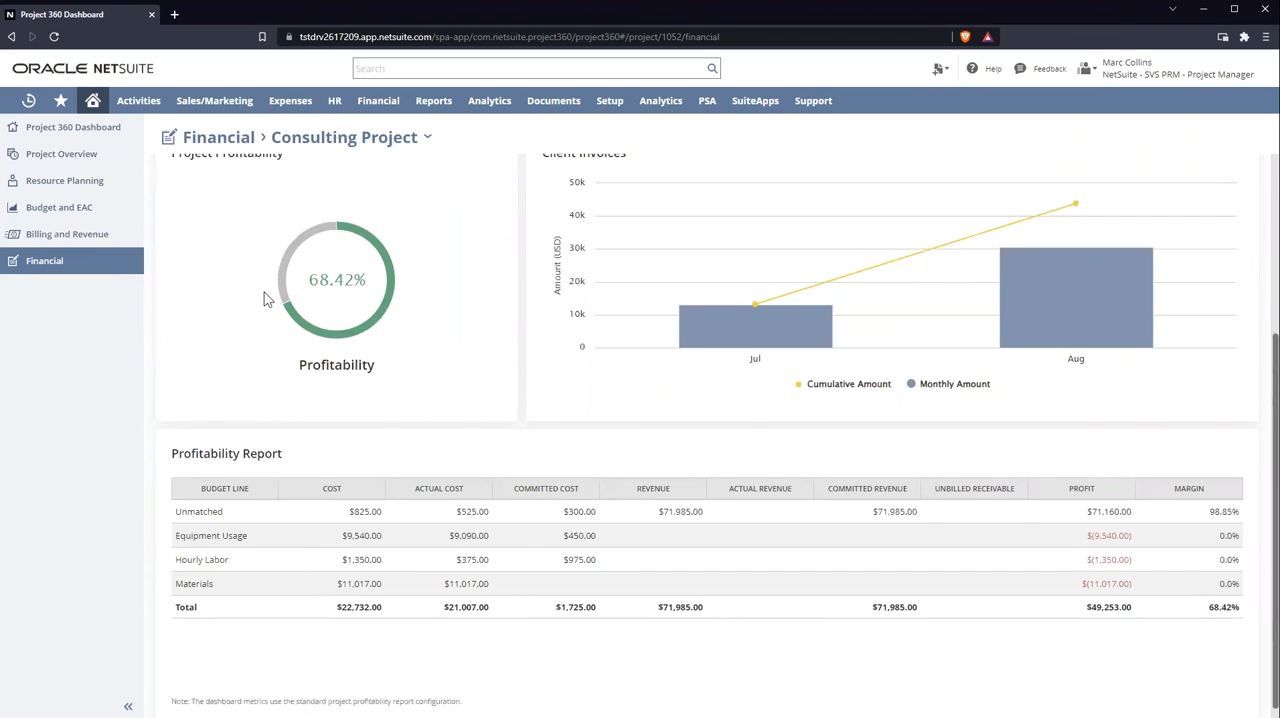 Project 360 Dashboard
tstdrv2617209.app.netsuite.com/spa-app/com.netsuite.project360/project360#/project/1052/financial
ORACLE NETSUITE
Search
Help
Feedback
Marc Collins
NetSuite - SVS PRM - Project Manager
Activities Sales/Marketing Expenses HR Financial Reports Analytics Documents Setup Analytics PSA SuiteApps Support
Project 360 Dashboard
Project Overview
Resource Planning
Budget and EAC
Billing and Revenue
Financial
Financial › Consulting Project
Project Profitability
68.42%
Profitability
Client Invoices
Amount (USD)
50k
40k
30k
20k
10k
0
Jul Aug
Cumulative Amount Monthly Amount
Profitability Report
BUDGET LINE COST ACTUAL COST COMMITTED COST REVENUE ACTUAL REVENUE COMMITTED REVENUE UNBILLED RECEIVABLE PROFIT MARGIN
Unmatched $825.00 $525.00 $300.00 $71,985.00 $71,985.00 $71,160.00 98.85%
Equipment Usage $9,540.00 $9,090.00 $450.00 $(9,540.00) 0.0%
Hourly Labor $1,350.00 $375.00 $975.00 $(1,350.00) 0.0%
Materials $11,017.00 $11,017.00 $(11,017.00) 0.0%
Total $22,732.00 $21,007.00 $1,725.00 $71,985.00 $71,985.00 $49,253.00 68.42%
Note: The dashboard metrics use the standard project profitability report configuration.